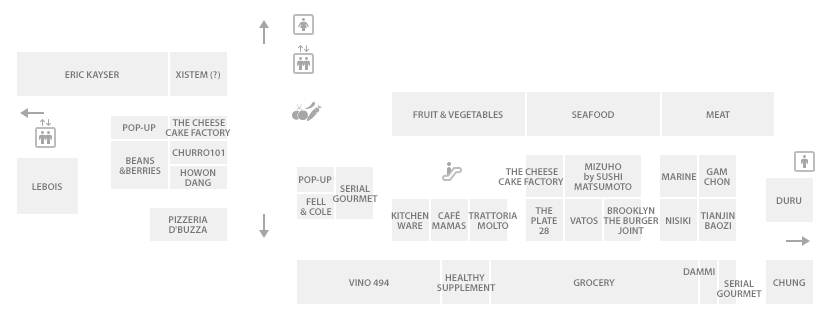 ERIC KAYSER
XISTEM (?)
FRUIT & VEGETABLES
SEAFOOD
MEAT
POP-UP
THE CHEESE
CAKE FACTORY
BEANS
&BERRIES
CHURRO101
HOWON
DANG
LEBOIS
PIZZERIA
D'BUZZA
POP-UP
SERIAL
GOURMET
FELL
& COLE
THE CHEESE
CAKE FACTORY
MIZUHO
by SUSHI
MATSUMOTO
MARINE
GAM
CHON
DURU
KITCHEN
WARE
CAFÉ
MAMAS
TRATTORIA
MOLTO
THE
PLATE
28
VATOS
BROOKLYN
THE BURGER
JOINT
NISIKI
TIANJIN
BAOZI
VINO 494
HEALTHY
SUPPLEMENT
GROCERY
DAMMI
SERIAL
GOURMET
CHUNG